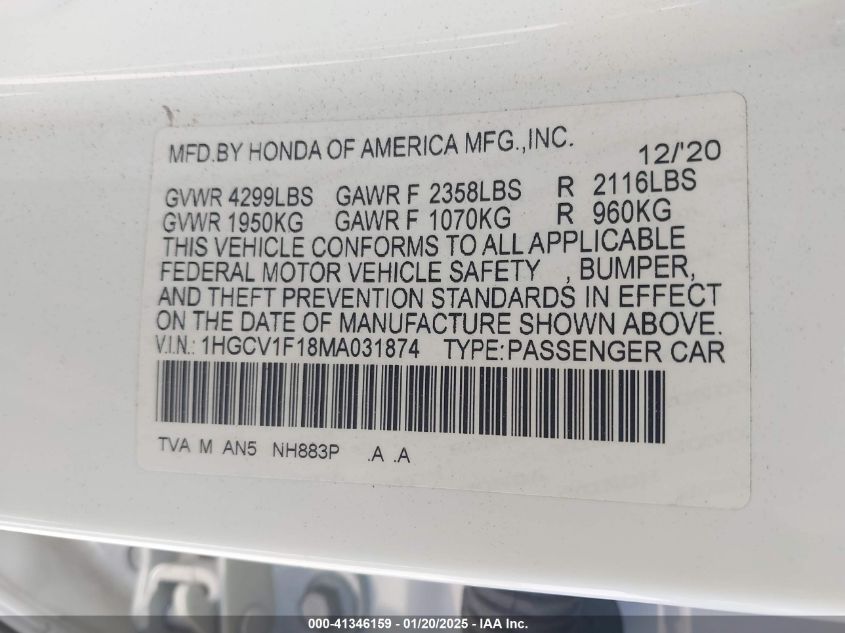 MFD.BY HONDA OF AMERICA MFG.,INC. 12/'20
GVWR 4299LBS GAWR F 2358LBS R 2116LBS
GVWR 1950KG GAWR F 1070KG R 960KG
THIS VEHICLE CONFORMS TO ALL APPLICABLE
FEDERAL MOTOR VEHICLE SAFETY , BUMPER,
AND THEFT PREVENTION STANDARDS IN EFFECT
ON THE DATE OF MANUFACTURE SHOWN ABOVE.
V.I.N.: 1HGCV1F18MA031874 TYPE:PASSENGER CAR
TVA M AN5 NH883P .A .A
000-41346159 — 01/20/2025 — IAA Inc.